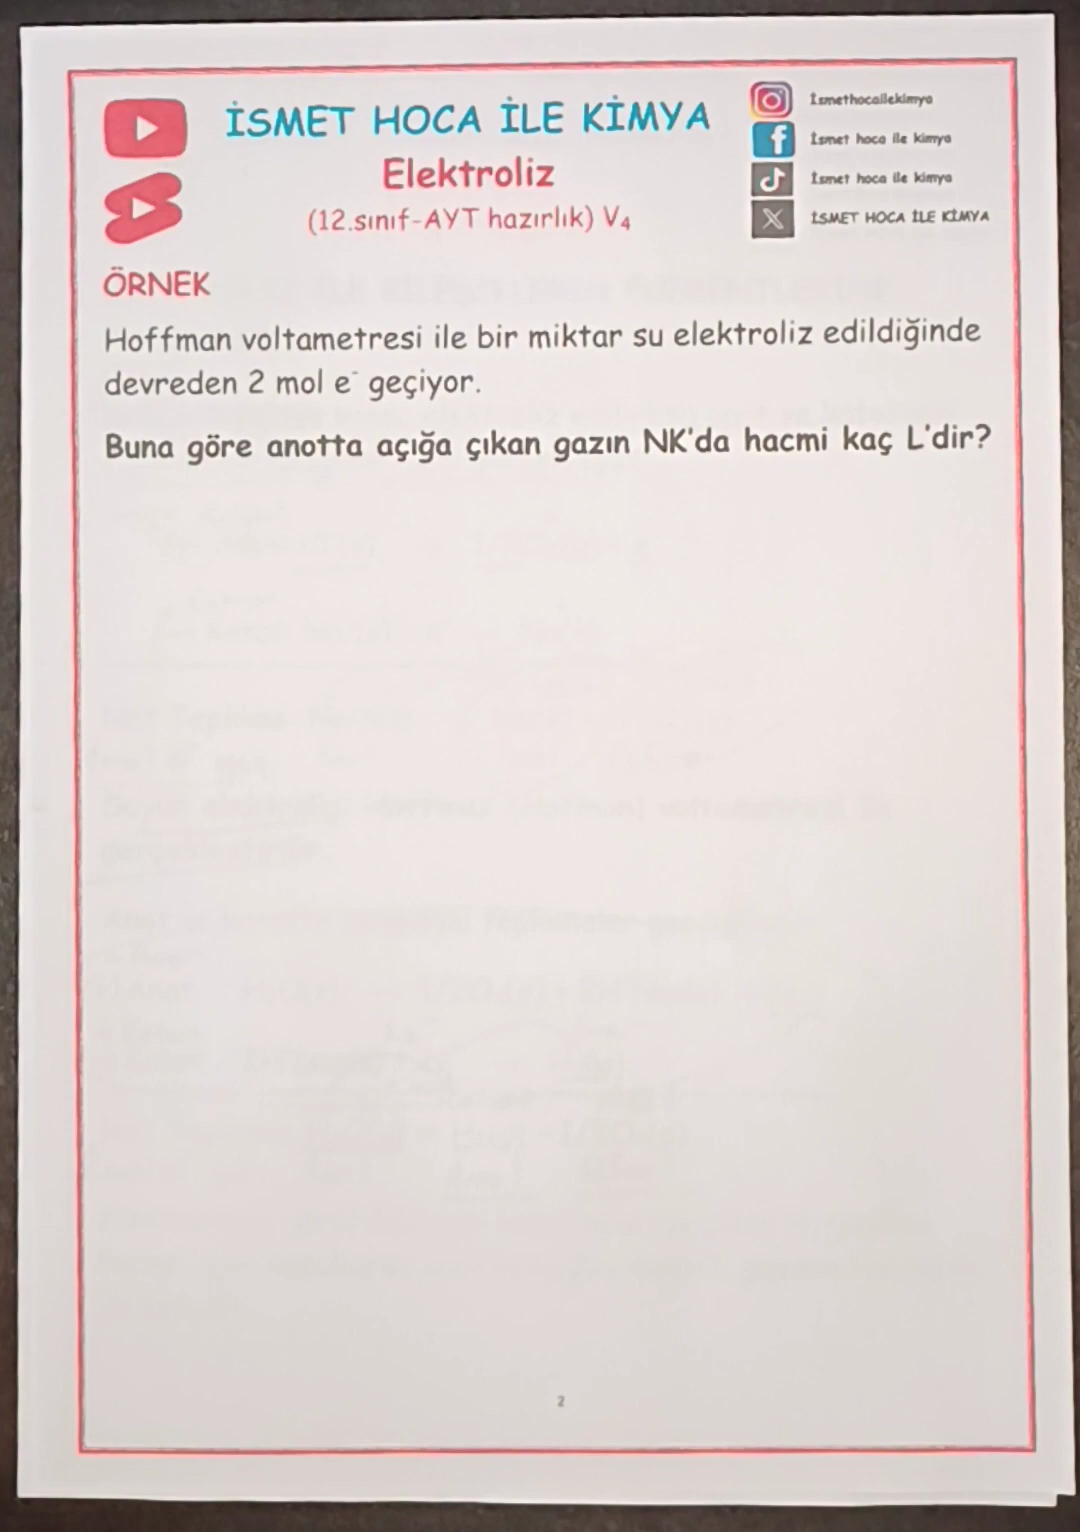 İSMET HOCA İLE KİMYA
Elektroliz
(12.sınıf-AYT hazırlık) V4
İsmethocailekimya
İsmet hoca ile kimya
İsmet hoca ile kimya
İSMET HOCA İLE KİMYA
ÖRNEK
Hoffman voltametresi ile bir miktar su elektroliz edildiğinde
devreden 2 mol e⁻ geçiyor.
Buna göre anotta açığa çıkan gazın NK'da hacmi kaç L'dir?
2